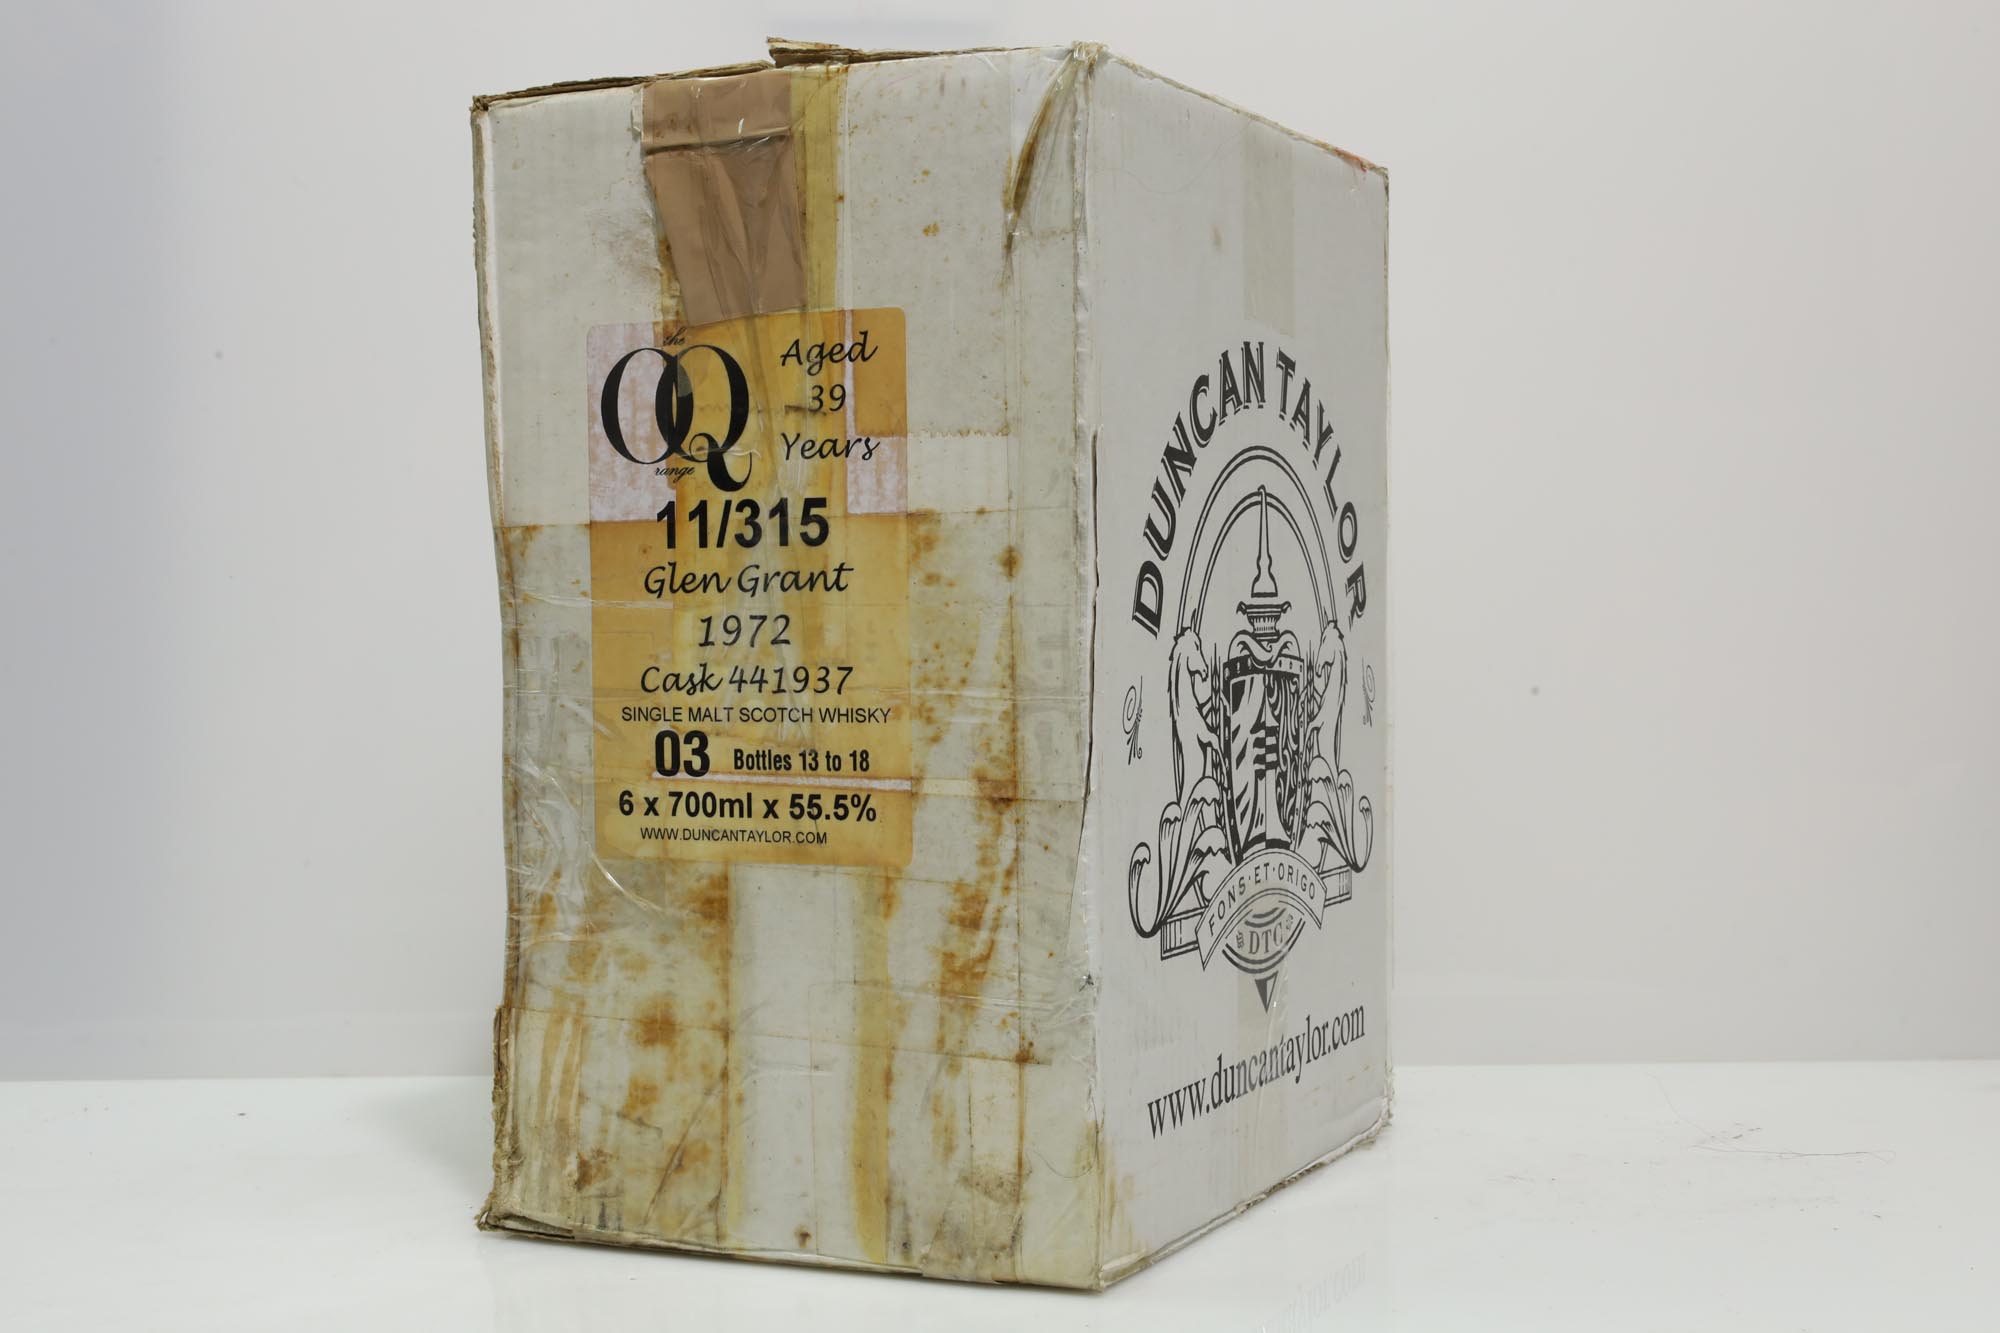 the
OQ
range
Aged
39
Years
11/315
Glen Grant
1972
Cask 441937
SINGLE MALT SCOTCH WHISKY
03 Bottles 13 to 18
6 x 700ml x 55.5%
WWW.DUNCANTAYLOR.COM
DUNCAN TAYLOR
FONS·ET·ORIGO
DTC
www.duncantaylor.com